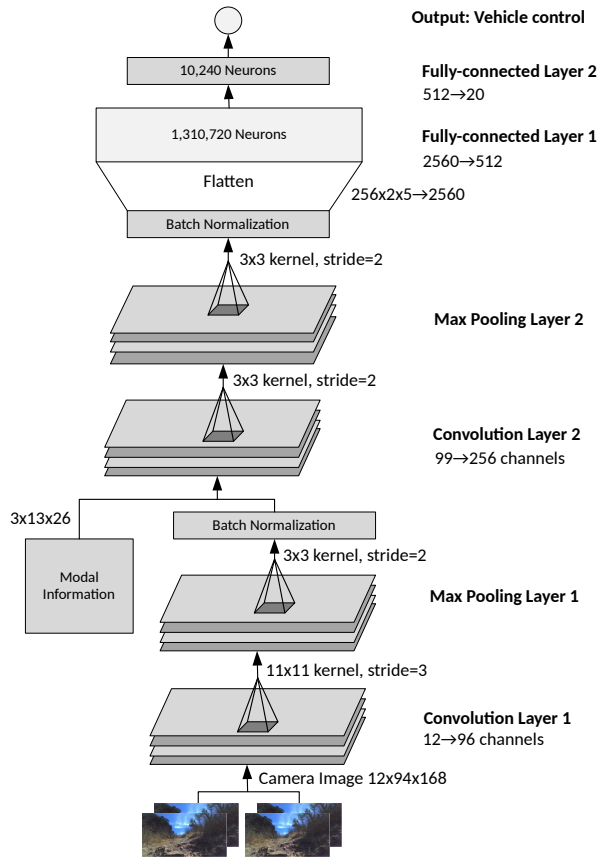 Output: Vehicle control
10,240 Neurons
Fully-connected Layer 2
512→20
1,310,720 Neurons
Fully-connected Layer 1
2560→512
Flatten
256x2x5→2560
Batch Normalization
3x3 kernel, stride=2
Max Pooling Layer 2
3x3 kernel, stride=2
Convolution Layer 2
99→256 channels
3x13x26
Batch Normalization
3x3 kernel, stride=2
Modal
Information
Max Pooling Layer 1
11x11 kernel, stride=3
Convolution Layer 1
12→96 channels
Camera Image 12x94x168